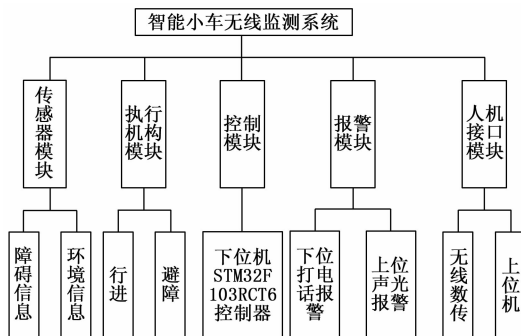 智能小车无线监测系统
传感器模块
执行
机构
模块
控制
模块
报警
模块
人机
接口
模块
障碍信息
环境信息
行进
避障
下位机
STM32F
103RCT6
控制器
下位
打电
话报
警
上位
声光
报警
无线数传
上位机